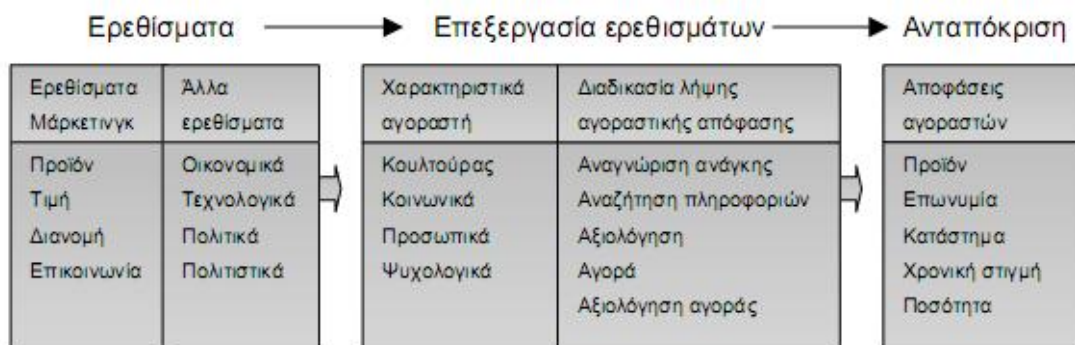 Ερεθίσματα
Επεξεργασία ερεθισμάτων
Ανταπόκριση
Ερεθίσματα
Μάρκετινγκ
Προϊόν
Τιμή
Διανομή
Επικοινωνία
Άλλα
ερεθίσματα
Οικονομικά
Τεχνολογικά
Πολιτικά
Πολιτιστικά
Χαρακτηριστικά
αγοραστή
Κουλτούρας
Κοινωνικά
Προσωπικά
Ψυχολογικά
Διαδικασία λήψης
αγοραστικής απόφασης
Αναγνώριση ανάγκης
Αναζήτηση πληροφοριών
Αξιολόγηση
Αγορά
Αξιολόγηση αγοράς
Αποφάσεις
αγοραστών
Προϊόν
Επωνυμία
Κατάστημα
Χρονική στιγμή
Ποσότητα